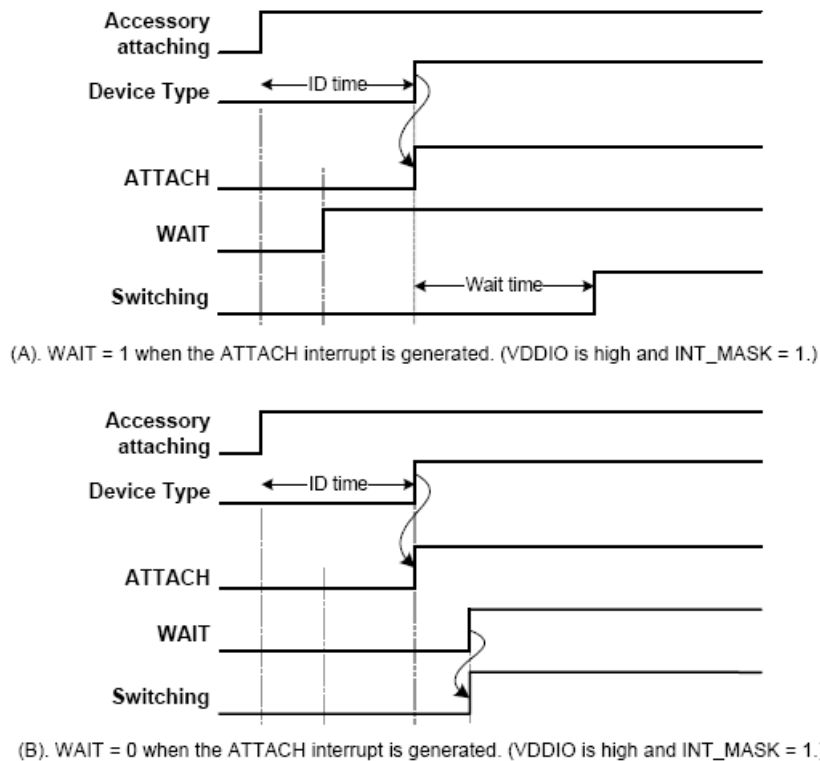 Accessory
attaching
Device Type
ID time
ATTACH
WAIT
Wait time
Switching
(A). WAIT = 1 when the ATTACH interrupt is generated. (VDDIO is high and INT_MASK = 1.)
Accessory
attaching
Device Type
ID time
ATTACH
WAIT
Switching
(B). WAIT = 0 when the ATTACH interrupt is generated. (VDDIO is high and INT_MASK = 1.)